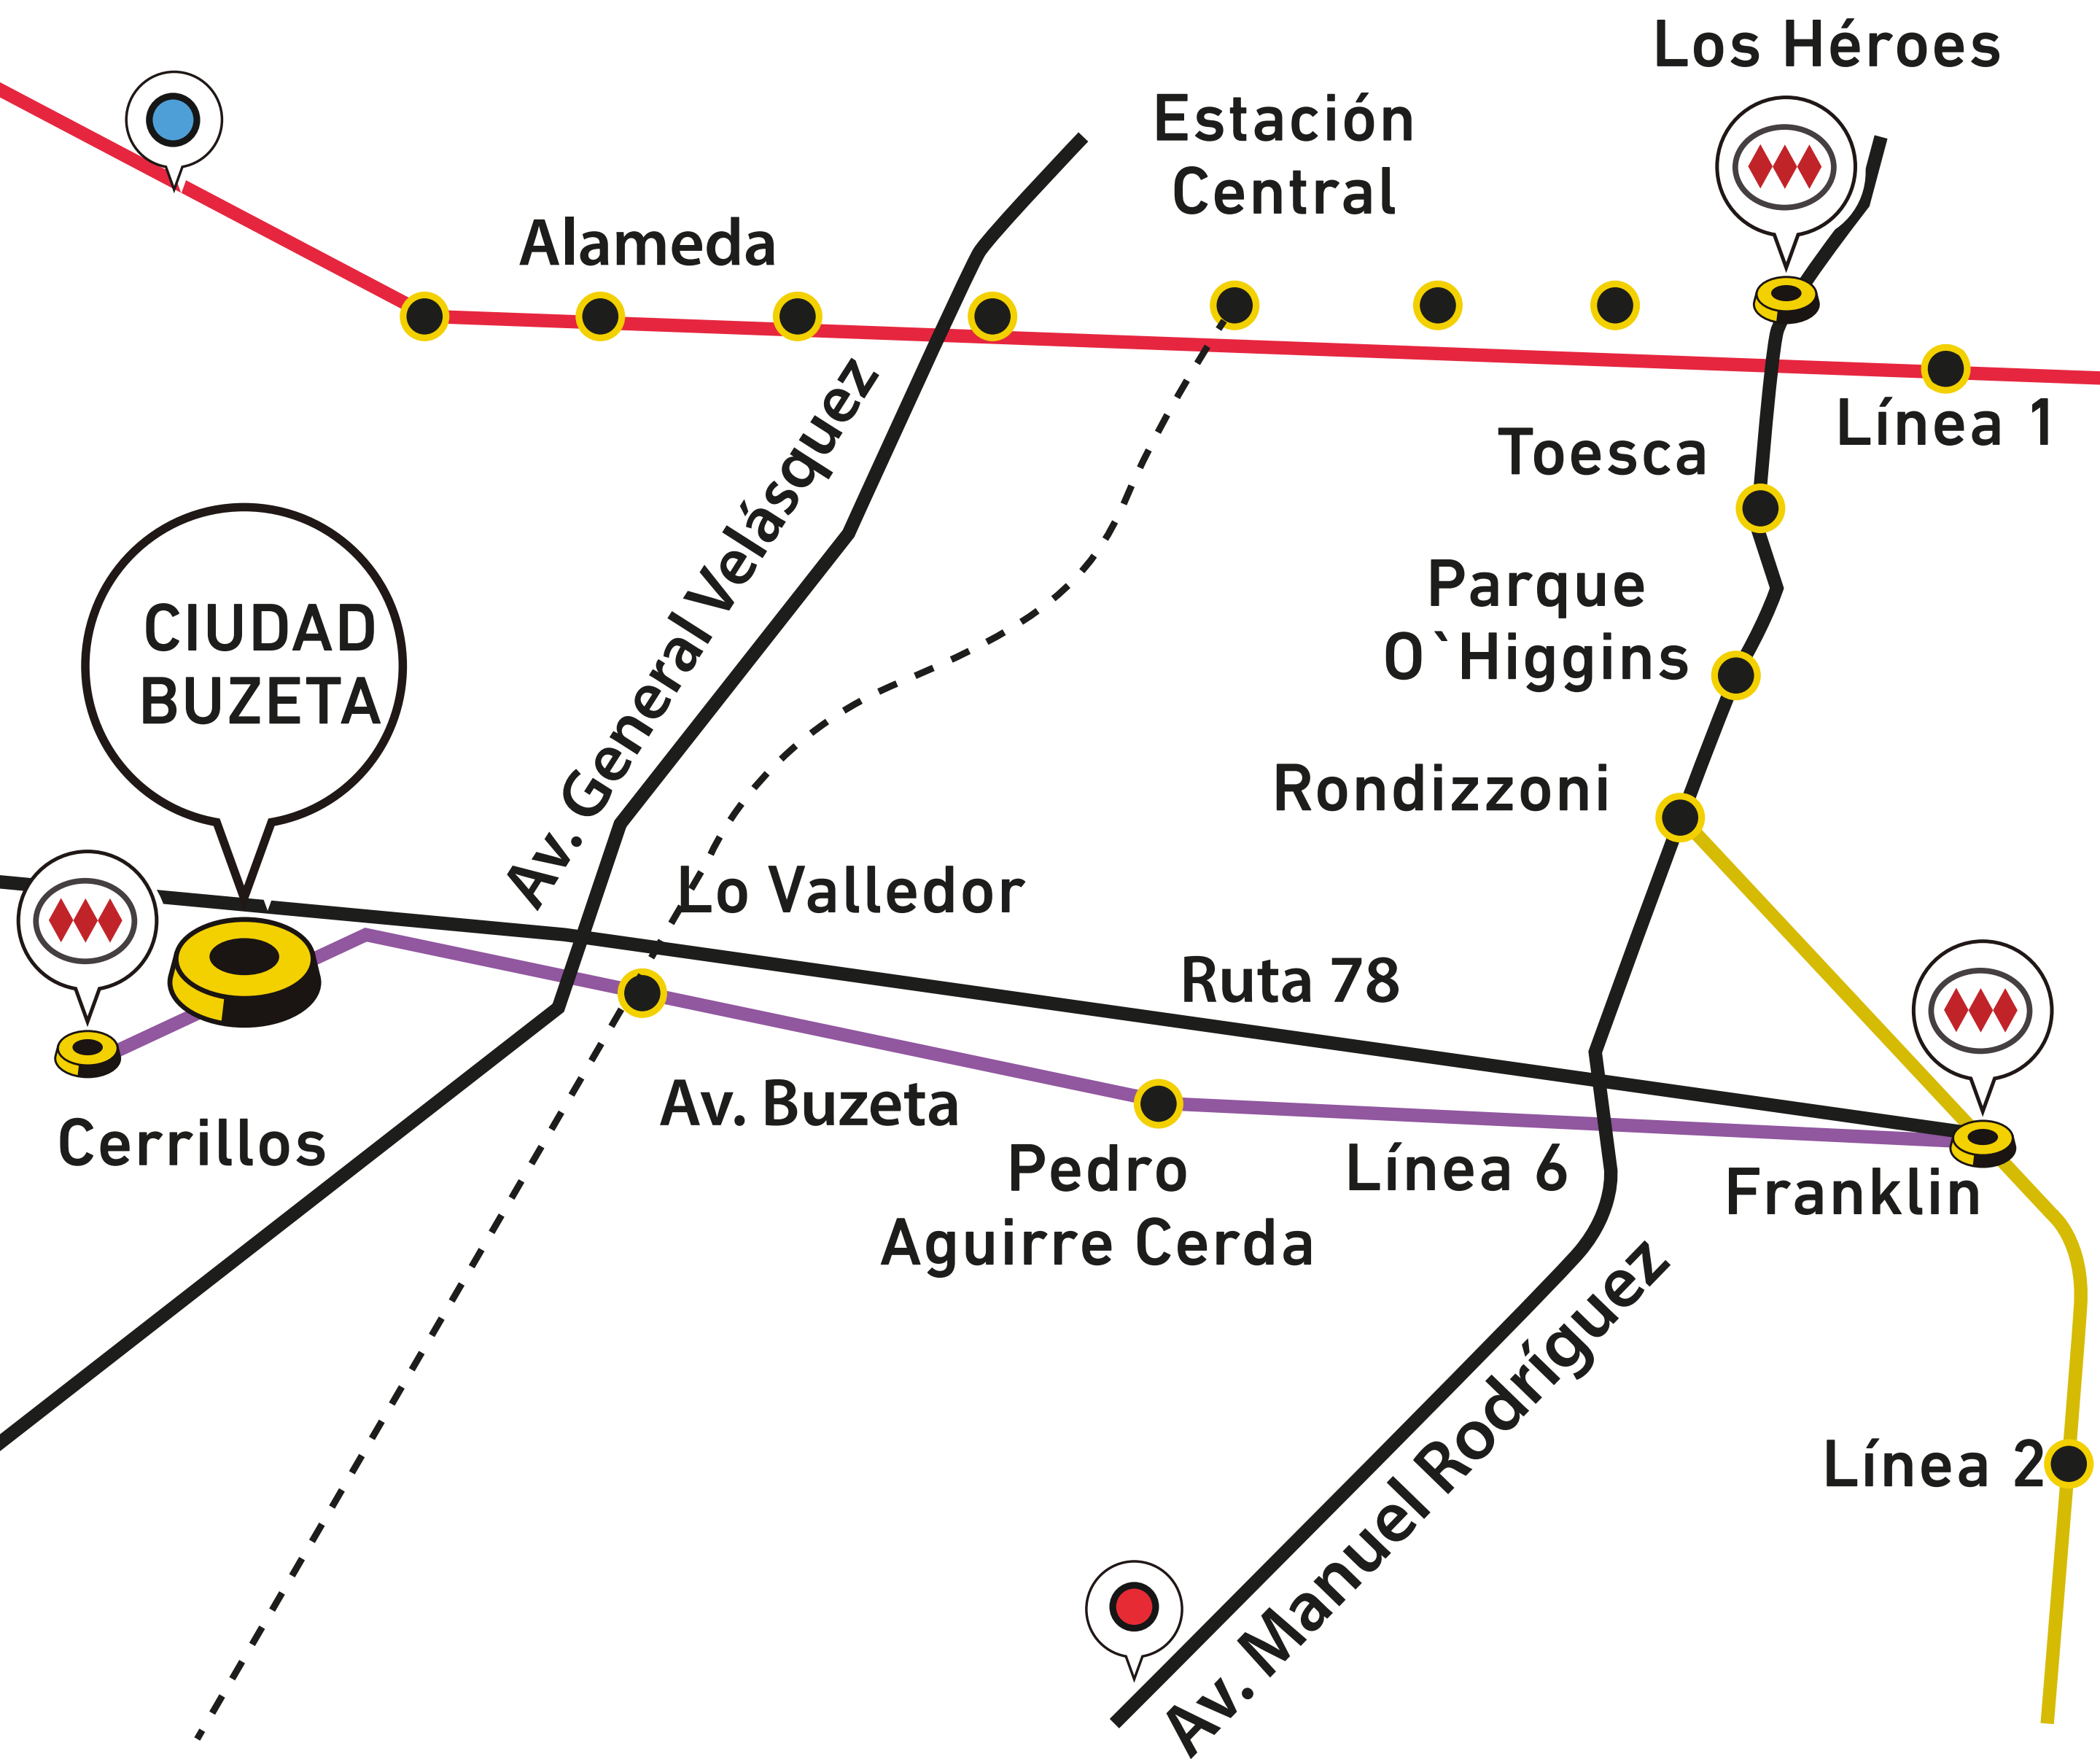 Los Héroes
Estación
Central
Alameda
Línea 1
Toesca
Av. General Velásquez
Parque
O`Higgins
CIUDAD
BUZETA
Rondizzoni
Lo Valledor
Ruta 78
Av. Buzeta
Cerrillos
Pedro
Aguirre Cerda
Línea 6
Franklin
Av. Manuel Rodríguez
Línea 2